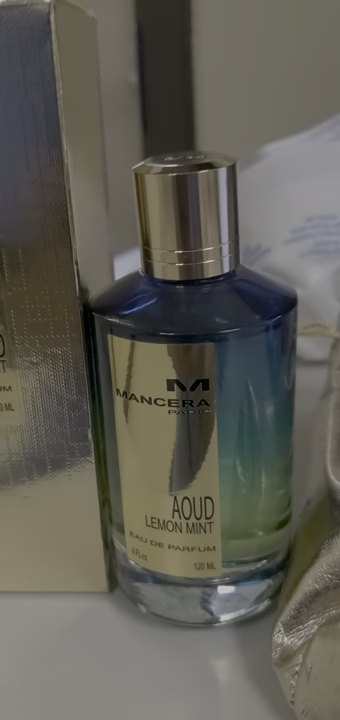 M
MANCERA
PARIS
AOUD
LEMON MINT
EAU DE PARFUM
4 Fl.oz
120 ML